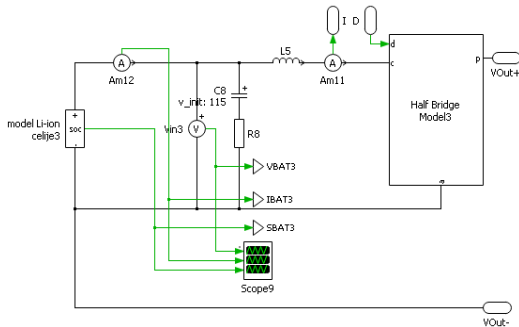 I D
A
Am12
L5
A
Am11
d
c
p
VOut+
C8
v_init: 115
Half Bridge
Model3
model Li-ion
celije3
soc
Vin3
V
R8
VBAT3
IBAT3
SBAT3
Scope9
VOut-